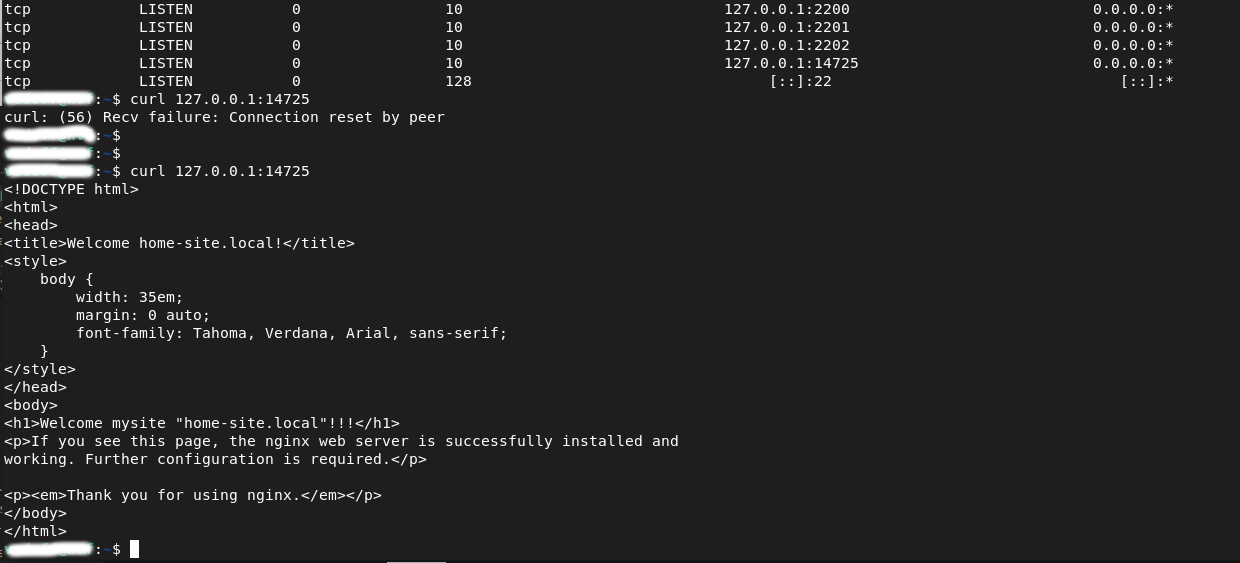 tcp LISTEN 0 10 127.0.0.1:2200 0.0.0.0:*
tcp LISTEN 0 10 127.0.0.1:2201 0.0.0.0:*
tcp LISTEN 0 10 127.0.0.1:2202 0.0.0.0:*
tcp LISTEN 0 10 127.0.0.1:14725 0.0.0.0:*
tcp LISTEN 0 128 [::]:22 [::]:*
:~$ curl 127.0.0.1:14725
curl: (56) Recv failure: Connection reset by peer
:~$
:~$
:~$ curl 127.0.0.1:14725
<!DOCTYPE html>
<html>
<head>
<title>Welcome home-site.local!</title>
<style>
    body {
        width: 35em;
        margin: 0 auto;
        font-family: Tahoma, Verdana, Arial, sans-serif;
    }
</style>
</head>
<body>
<h1>Welcome mysite "home-site.local"!!!</h1>
<p>If you see this page, the nginx web server is successfully installed and
working. Further configuration is required.</p>

<p><em>Thank you for using nginx.</em></p>
</body>
</html>
:~$